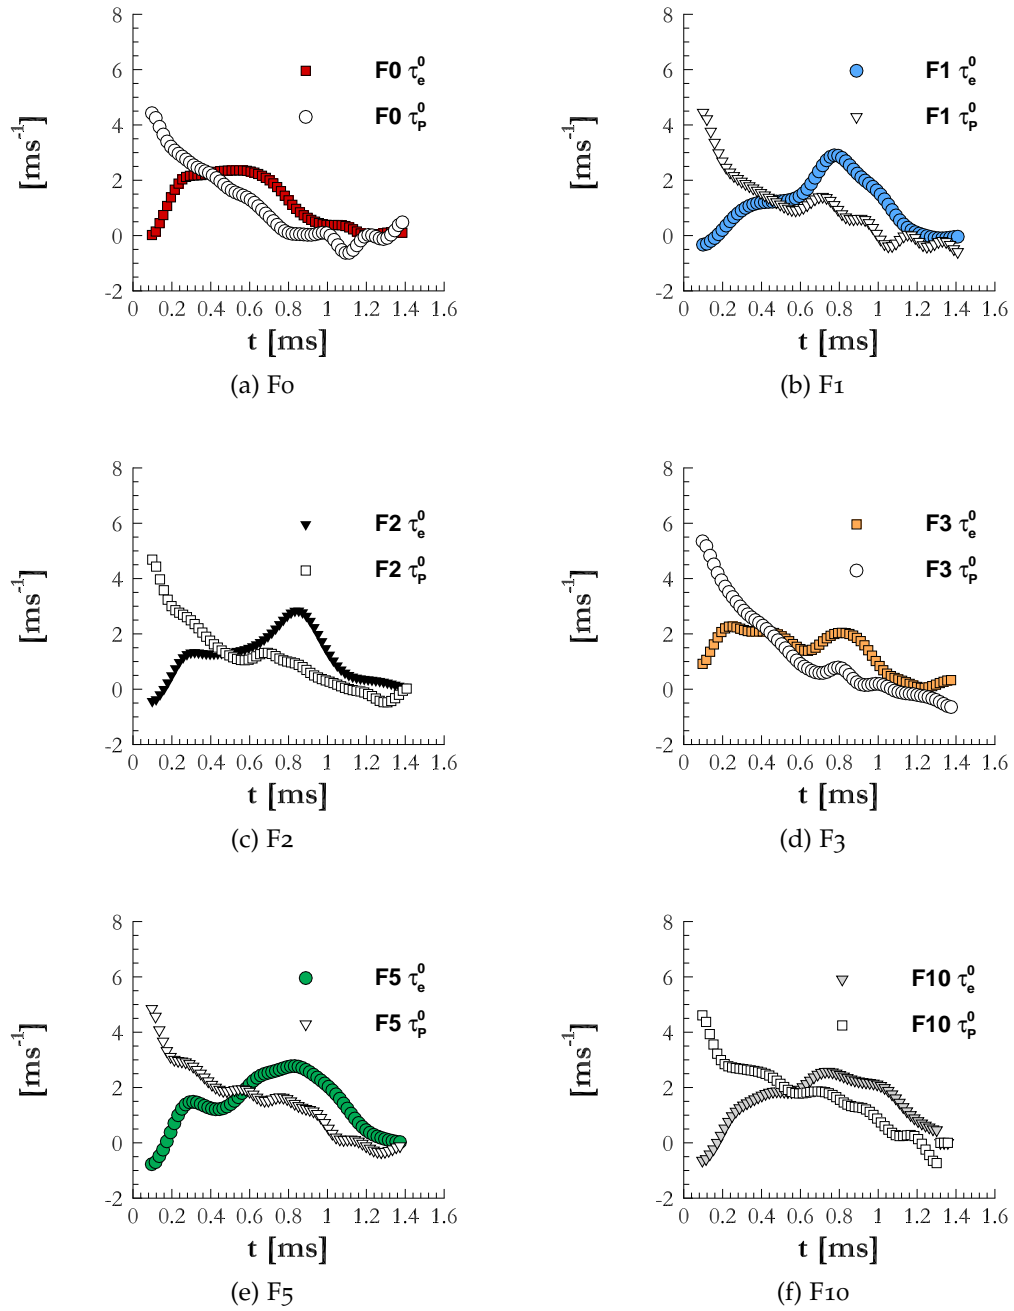 8
6
4
2
0
-2
[ms⁻¹]
F0 τₑ⁰
F0 τₚ⁰
0 0.2 0.4 0.6 0.8 1 1.2 1.4 1.6
t [ms]
(a) F0
8
6
4
2
0
-2
[ms⁻¹]
F1 τₑ⁰
F1 τₚ⁰
0 0.2 0.4 0.6 0.8 1 1.2 1.4 1.6
t [ms]
(b) F1
8
6
4
2
0
-2
[ms⁻¹]
F2 τₑ⁰
F2 τₚ⁰
0 0.2 0.4 0.6 0.8 1 1.2 1.4 1.6
t [ms]
(c) F2
8
6
4
2
0
-2
[ms⁻¹]
F3 τₑ⁰
F3 τₚ⁰
0 0.2 0.4 0.6 0.8 1 1.2 1.4 1.6
t [ms]
(d) F3
8
6
4
2
0
-2
[ms⁻¹]
F5 τₑ⁰
F5 τₚ⁰
0 0.2 0.4 0.6 0.8 1 1.2 1.4 1.6
t [ms]
(e) F5
8
6
4
2
0
-2
[ms⁻¹]
F10 τₑ⁰
F10 τₚ⁰
0 0.2 0.4 0.6 0.8 1 1.2 1.4 1.6
t [ms]
(f) F10